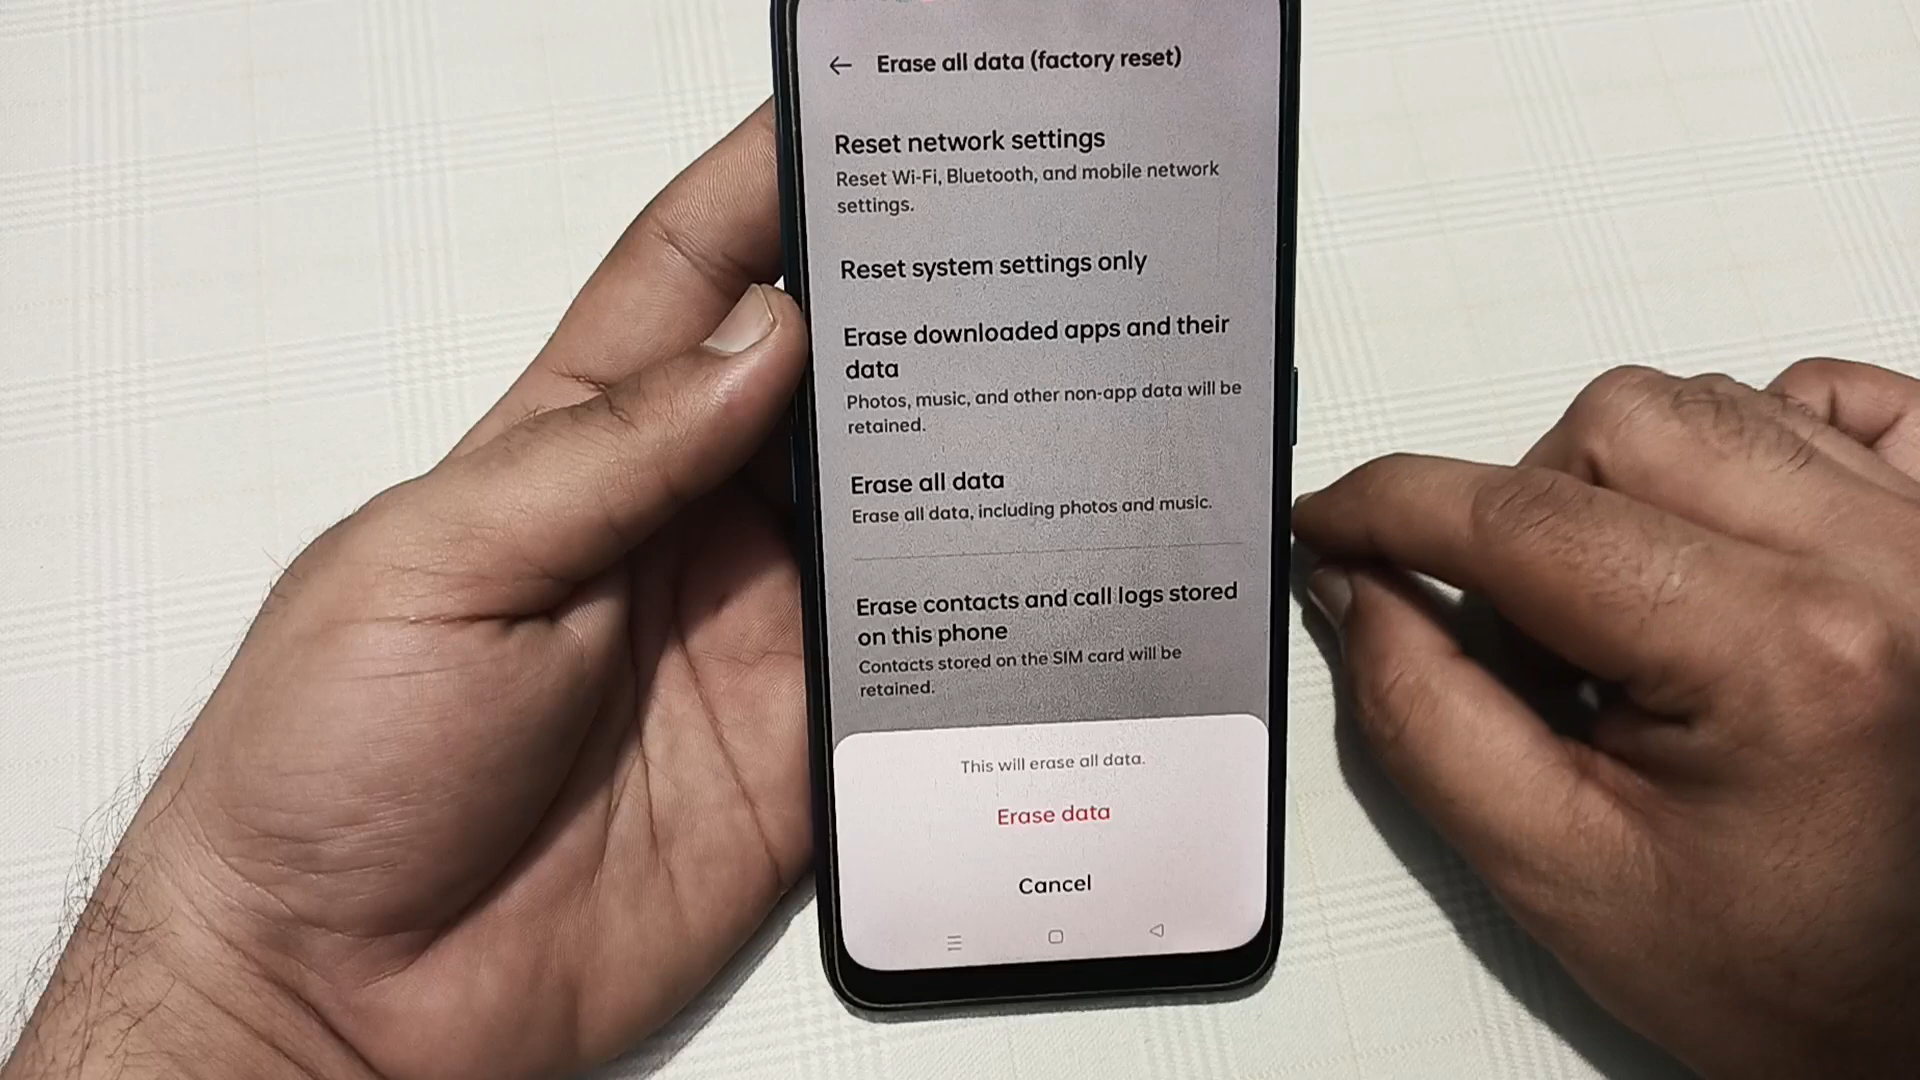 Erase all data (factory reset)
Reset network settings
Reset Wi-Fi, Bluetooth, and mobile network
settings.
Reset system settings only
Erase downloaded apps and their
data
Photos, music, and other non-app data will be
retained.
Erase all data
Erase all data, including photos and music.
Erase contacts and call logs stored
on this phone
Contacts stored on the SIM card will be
retained.
This will erase all data.
Erase data
Cancel